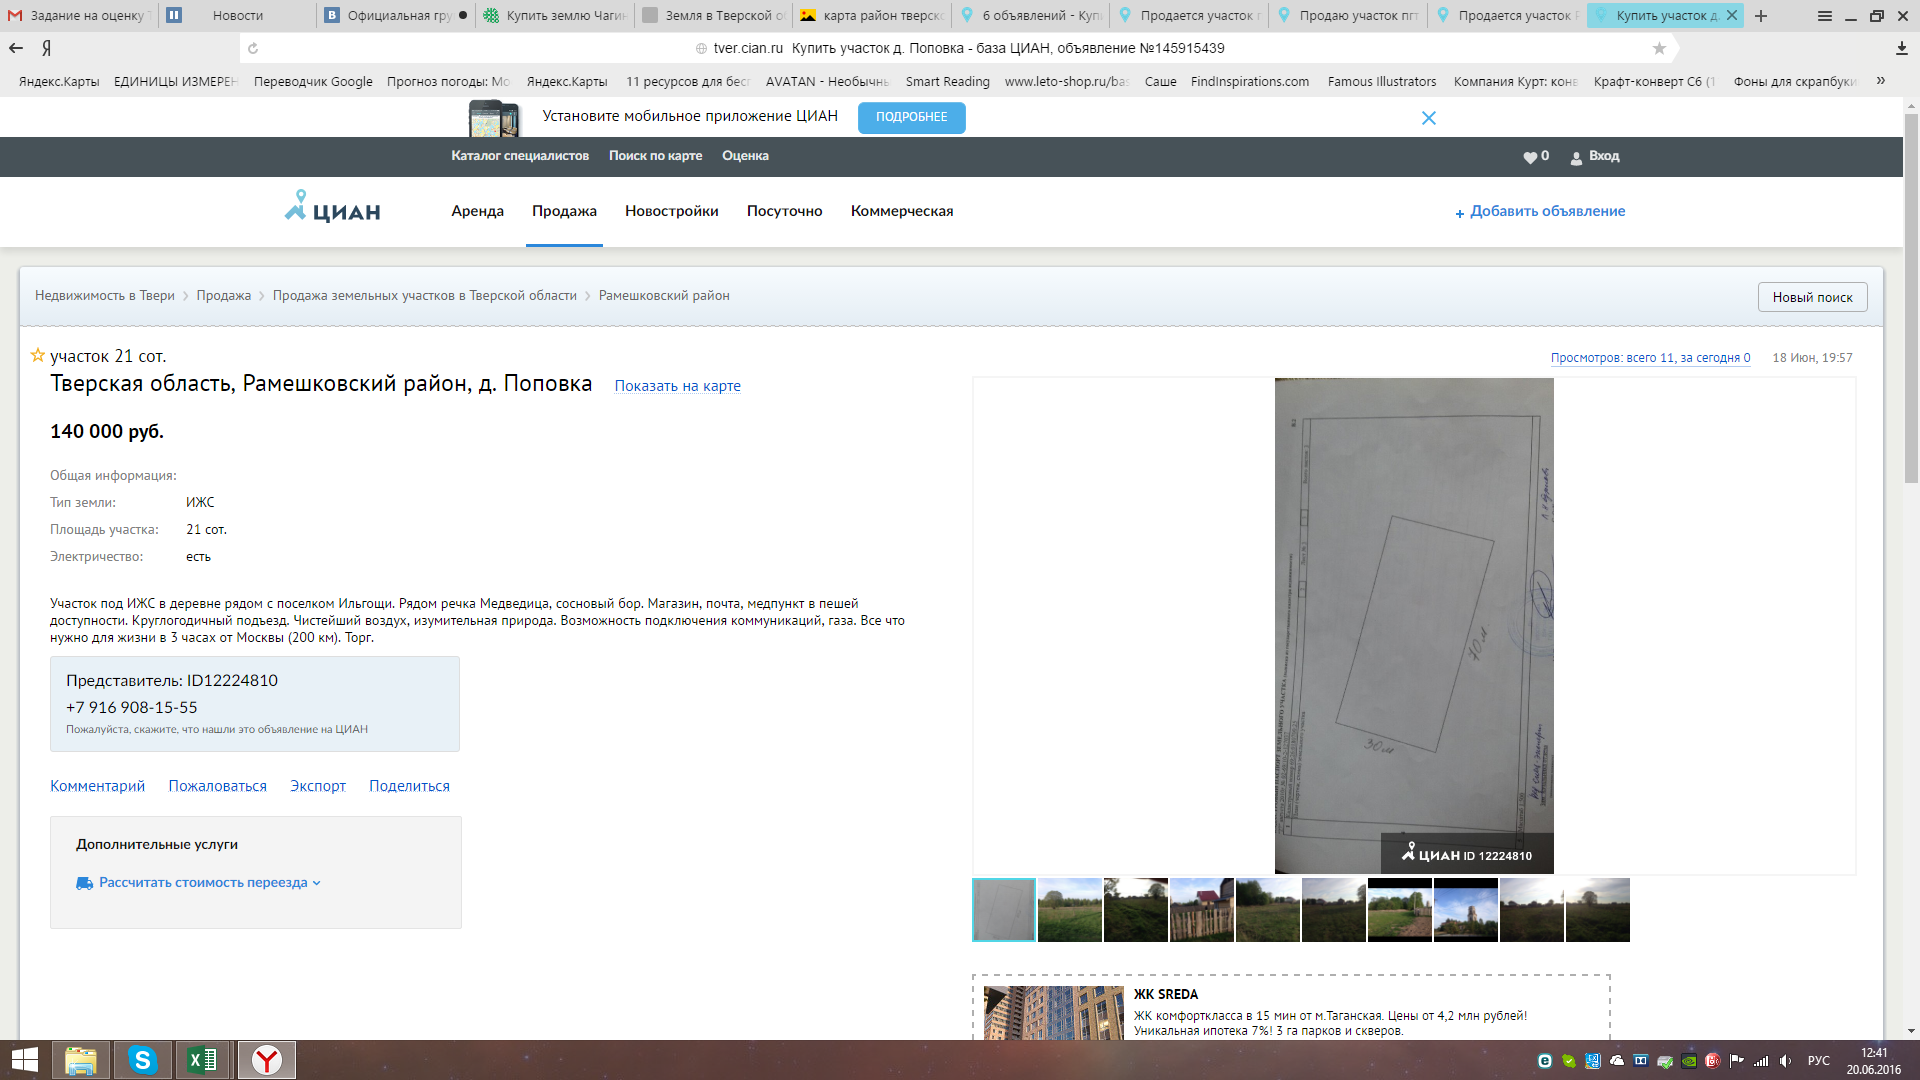 Задание на оценку Т
Новости
Официальная гру
Купить землю Чагин
Земля в Тверской о
карта район тверск
6 объявлений - Куп
Продается участок п
Продаю участок пгт
Продается участок Р
Купить участок д.
tver.cian.ru Купить участок д. Поповка - база ЦИАН, объявление №145915439
Яндекс.Карты
ЕДИНИЦЫ ИЗМЕРЕН
Переводчик Google
Прогноз погоды: Мо
Яндекс.Карты
11 ресурсов для бес
AVATAN - Необычн
Smart Reading
www.leto-shop.ru/bas
Саше
FindInspirations.com
Famous Illustrators
Компания Курт: кон
Крафт-конверт С6 (1
Фоны для скрапбуки
»
Установите мобильное приложение ЦИАН
ПОДРОБНЕЕ
Каталог специалистов Поиск по карте Оценка
0 Вход
ЦИАН
Аренда Продажа Новостройки Посуточно Коммерческая
+ Добавить объявление
Недвижимость в Твери > Продажа > Продажа земельных участков в Тверской области > Рамешковский район
Новый поиск
участок 21 сот.
Просмотров: всего 11, за сегодня 0 18 Июн, 19:57
Тверская область, Рамешковский район, д. Поповка Показать на карте
140 000 руб.
Общая информация:
Тип земли: ИЖС
Площадь участка: 21 сот.
Электричество: есть
Участок под ИЖС в деревне рядом с поселком Ильгощи. Рядом речка Медведица, сосновый бор. Магазин, почта, медпункт в пешей
доступности. Круглогодичный подъезд. Чистейший воздух, изумительная природа. Возможность подключения коммуникаций, газа. Все что
нужно для жизни в 3 часах от Москвы (200 км). Торг.
Представитель: ID12224810
+7 916 908-15-55
Пожалуйста, скажите, что нашли это объявление на ЦИАН
Комментарий Пожаловаться Экспорт Поделиться
Дополнительные услуги
Рассчитать стоимость переезда
70 м
30 м
ЦИАН ID 12224810
ЖК SREDA
ЖК комфорткласса в 15 мин от м.Таганская. Цены от 4,2 млн рублей!
Уникальная ипотека 7%! 3 га парков и скверов.
РУС
12:41
20.06.2016